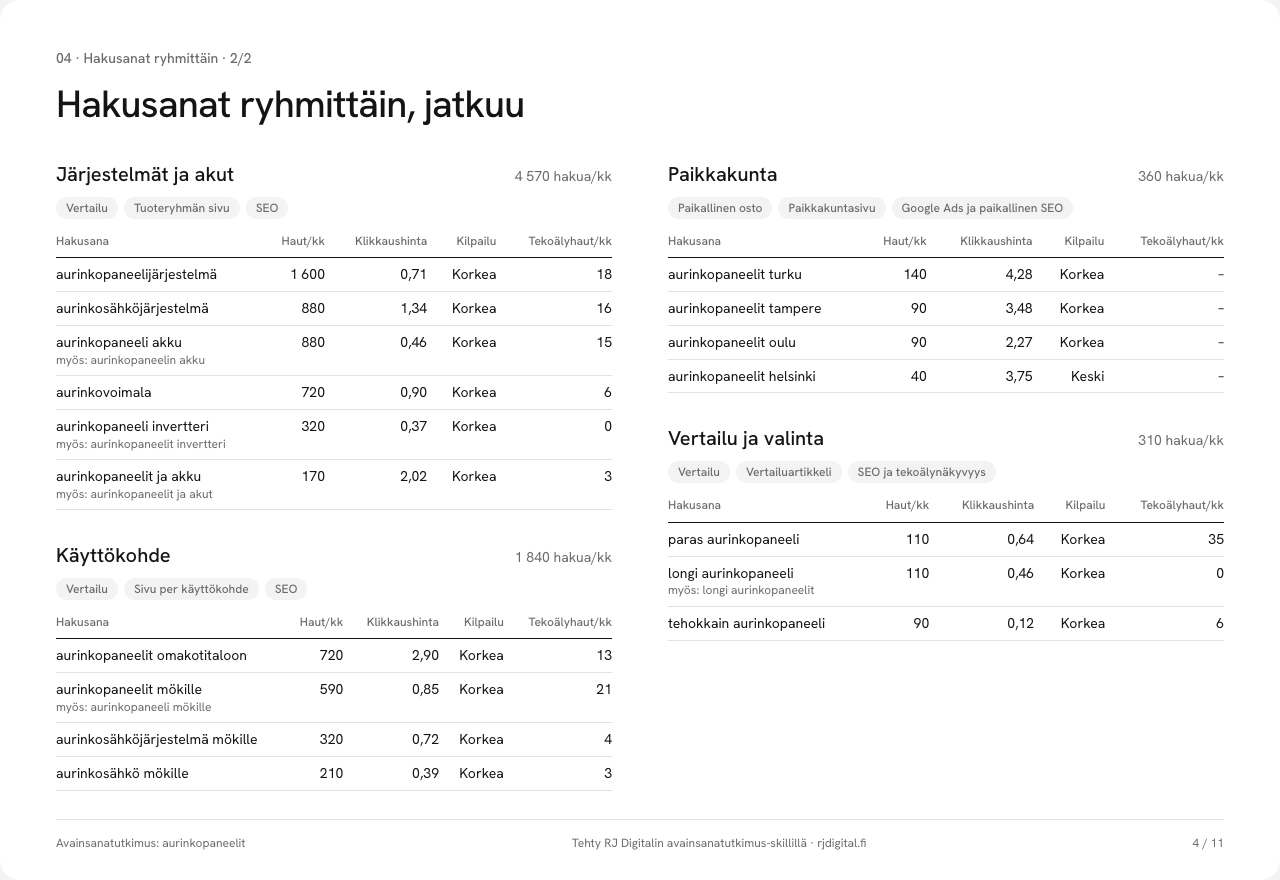 04 · Hakusanat ryhmittäin · 2/2
Hakusanat ryhmittäin, jatkuu
Järjestelmät ja akut 4 570 hakua/kk
Vertailu Tuoteryhmän sivu SEO
Hakusana Haut/kk Klikkaushinta Kilpailu Tekoälyhaut/kk
aurinkopaneelijärjestelmä 1 600 0,71 Korkea 18
aurinkosähköjärjestelmä 880 1,34 Korkea 16
aurinkopaneeli akku 880 0,46 Korkea 15
myös: aurinkopaneelin akku
aurinkovoimala 720 0,90 Korkea 6
aurinkopaneeli invertteri 320 0,37 Korkea 0
myös: aurinkopaneelit invertteri
aurinkopaneelit ja akku 170 2,02 Korkea 3
myös: aurinkopaneelit ja akut
Käyttökohde 1 840 hakua/kk
Vertailu Sivu per käyttökohde SEO
Hakusana Haut/kk Klikkaushinta Kilpailu Tekoälyhaut/kk
aurinkopaneelit omakotitaloon 720 2,90 Korkea 13
aurinkopaneelit mökille 590 0,85 Korkea 21
myös: aurinkopaneeli mökille
aurinkosähköjärjestelmä mökille 320 0,72 Korkea 4
aurinkosähkö mökille 210 0,39 Korkea 3
Paikkakunta 360 hakua/kk
Paikallinen osto Paikkakuntasivu Google Ads ja paikallinen SEO
Hakusana Haut/kk Klikkaushinta Kilpailu Tekoälyhaut/kk
aurinkopaneelit turku 140 4,28 Korkea –
aurinkopaneelit tampere 90 3,48 Korkea –
aurinkopaneelit oulu 90 2,27 Korkea –
aurinkopaneelit helsinki 40 3,75 Keski –
Vertailu ja valinta 310 hakua/kk
Vertailu Vertailuartikkeli SEO ja tekoälynäkyvyys
Hakusana Haut/kk Klikkaushinta Kilpailu Tekoälyhaut/kk
paras aurinkopaneeli 110 0,64 Korkea 35
longi aurinkopaneeli 110 0,46 Korkea 0
myös: longi aurinkopaneelit
tehokkain aurinkopaneeli 90 0,12 Korkea 6
Avainsanatutkimus: aurinkopaneelit Tehty RJ Digitalin avainsanatutkimus-skillillä · rjdigital.fi 4 / 11